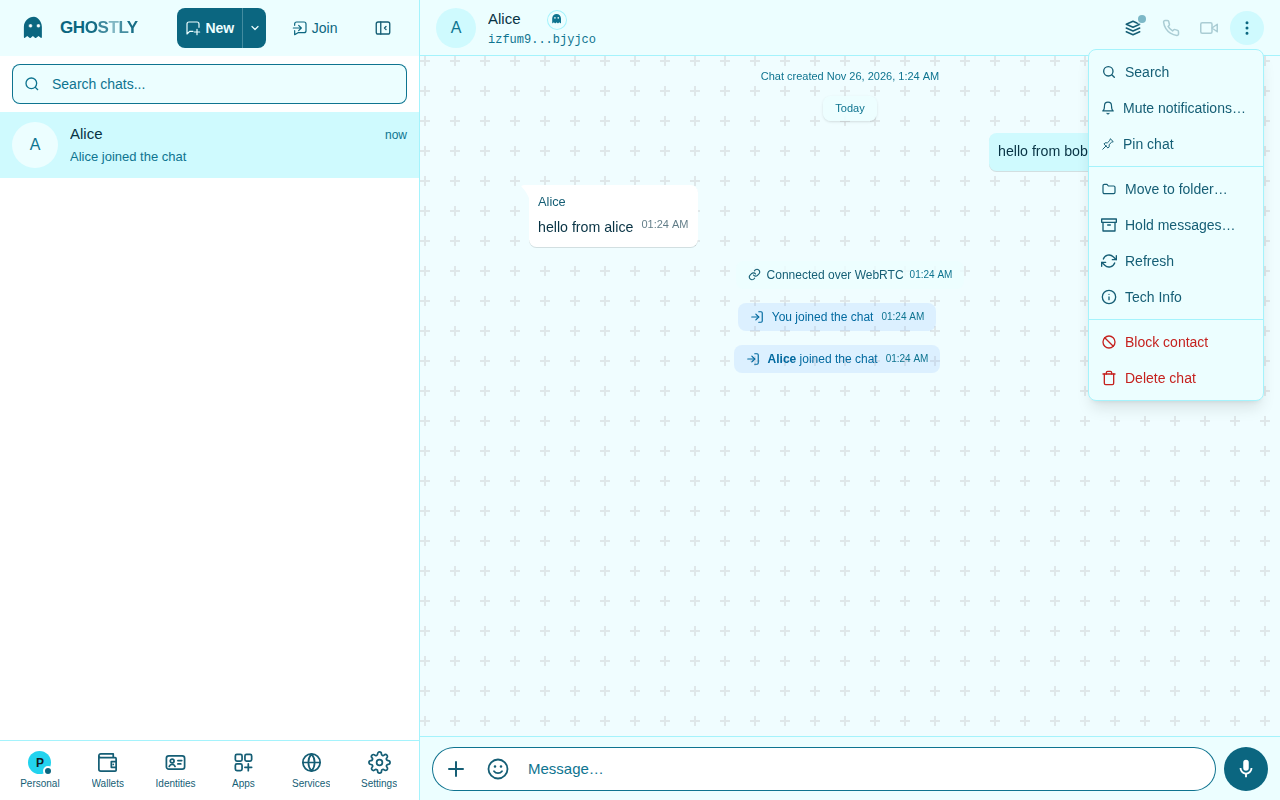 GHOSTLY
New
Join
Search chats...
A
Alice
now
Alice joined the chat
P
Personal
Wallets
Identities
Apps
Services
Settings
A
Alice
izfum9...bjyjco
Chat created Nov 26, 2026, 1:24 AM
Today
hello from bob
Alice
hello from alice 01:24 AM
Connected over WebRTC 01:24 AM
You joined the chat 01:24 AM
Alice joined the chat 01:24 AM
Search
Mute notifications…
Pin chat
Move to folder…
Hold messages…
Refresh
Tech Info
Block contact
Delete chat
Message…